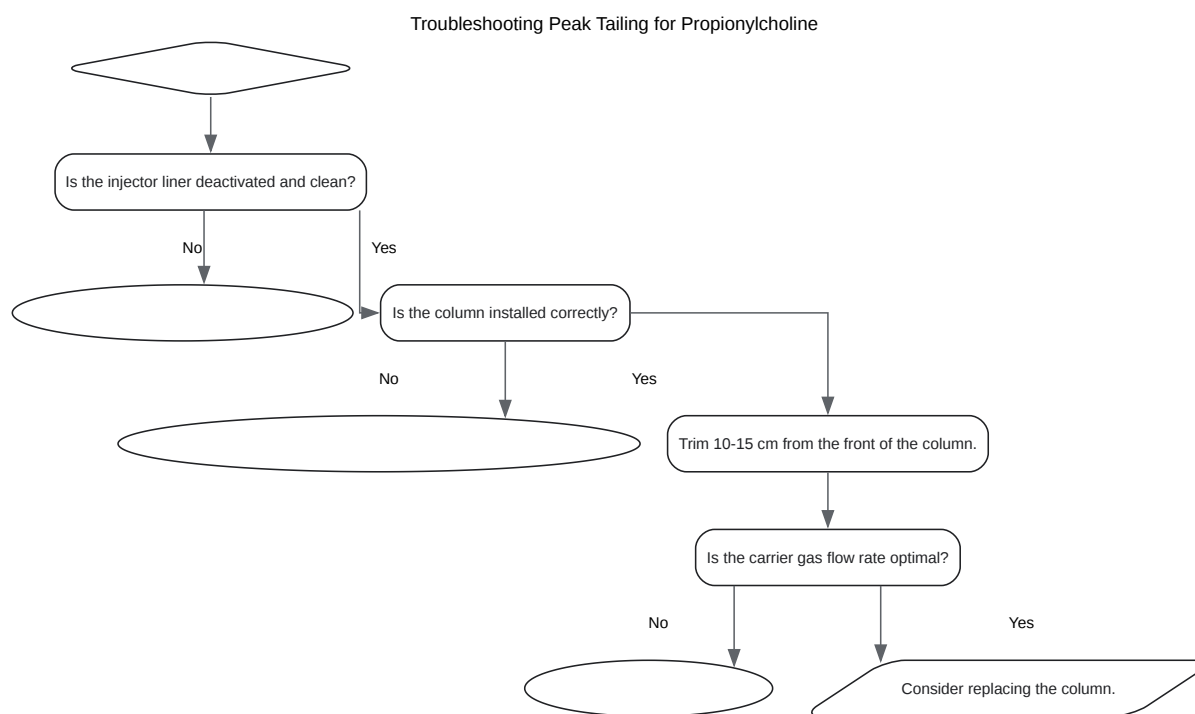 Troubleshooting Peak Tailing for Propionylcholine
Is the injector liner deactivated and clean?
No
Yes
Is the column installed correctly?
No
Yes
Trim 10-15 cm from the front of the column.
Is the carrier gas flow rate optimal?
No
Yes
Consider replacing the column.